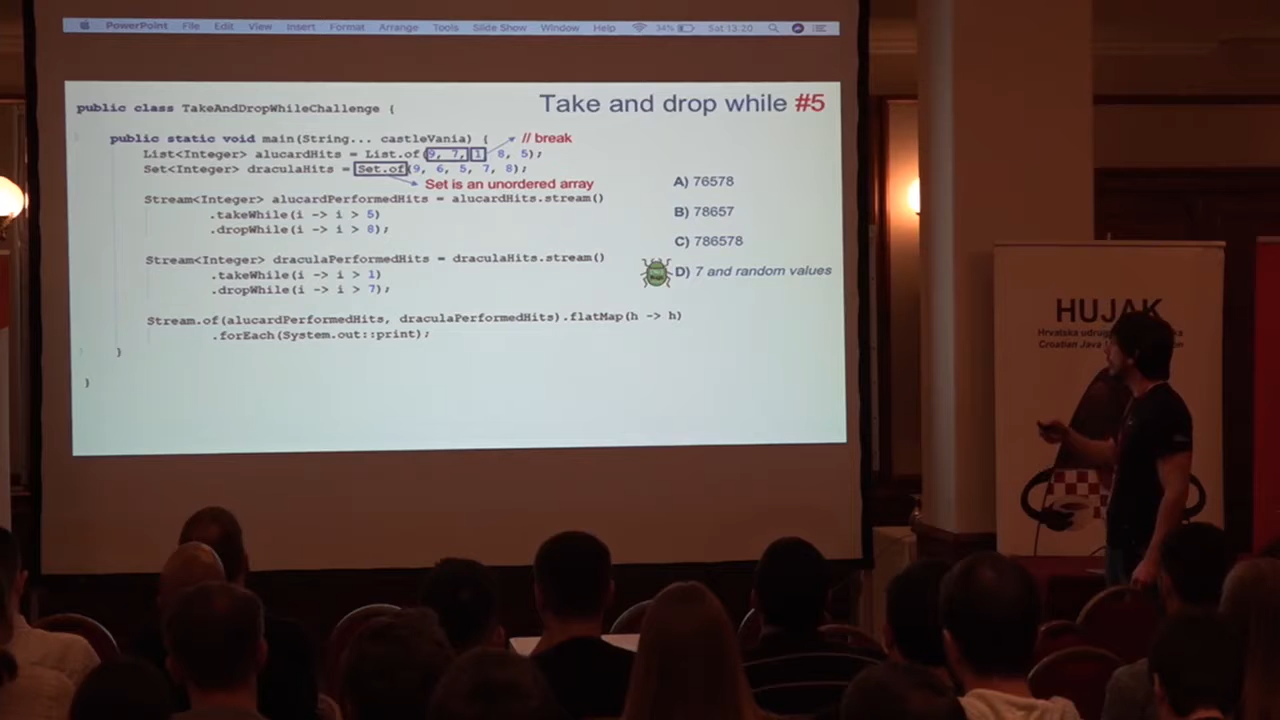 PowerPoint File Edit View Insert Format Arrange Tools Slide Show Window Help 34% Sat 13.20
Take and drop while #5
public class TakeAndDropWhileChallenge {
public static void main(String... castleVania) {
// break
List<Integer> alucardHits = List.of(9, 7, 1, 8, 5);
Set<Integer> draculaHits = Set.of(9, 6, 5, 7, 8);
Set is an unordered array
Stream<Integer> alucardPerformedHits = alucardHits.stream()
.takeWhile(i -> i > 5)
.dropWhile(i -> i > 8);
Stream<Integer> draculaPerformedHits = draculaHits.stream()
.takeWhile(i -> i > 1)
.dropWhile(i -> i > 7);
Stream.of(alucardPerformedHits, draculaPerformedHits).flatMap(h -> h)
.forEach(System.out::print);
}
}
A) 76578
B) 78657
C) 786578
D) 7 and random values
HUJAK
Hrvatska udruga
Croatian Java